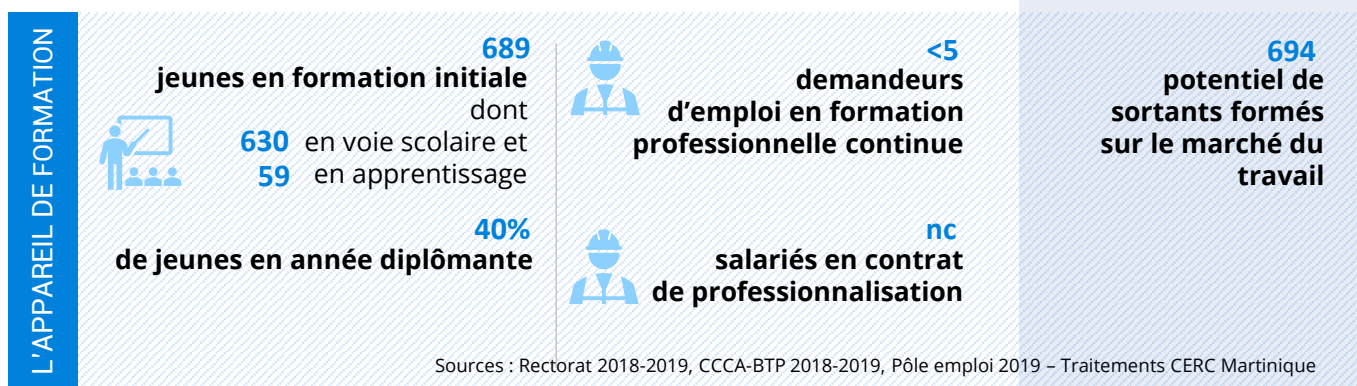 L'APPAREIL DE FORMATION
689
jeunes en formation initiale
dont
630 en voie scolaire et
59 en apprentissage
40%
de jeunes en année diplômante
<5
demandeurs
d'emploi en formation
professionnelle continue
nc
salariés en contrat
de professionnalisation
694
potentiel de
sortants formés
sur le marché du
travail
Sources : Rectorat 2018-2019, CCCA-BTP 2018-2019, Pôle emploi 2019 – Traitements CERC Martinique